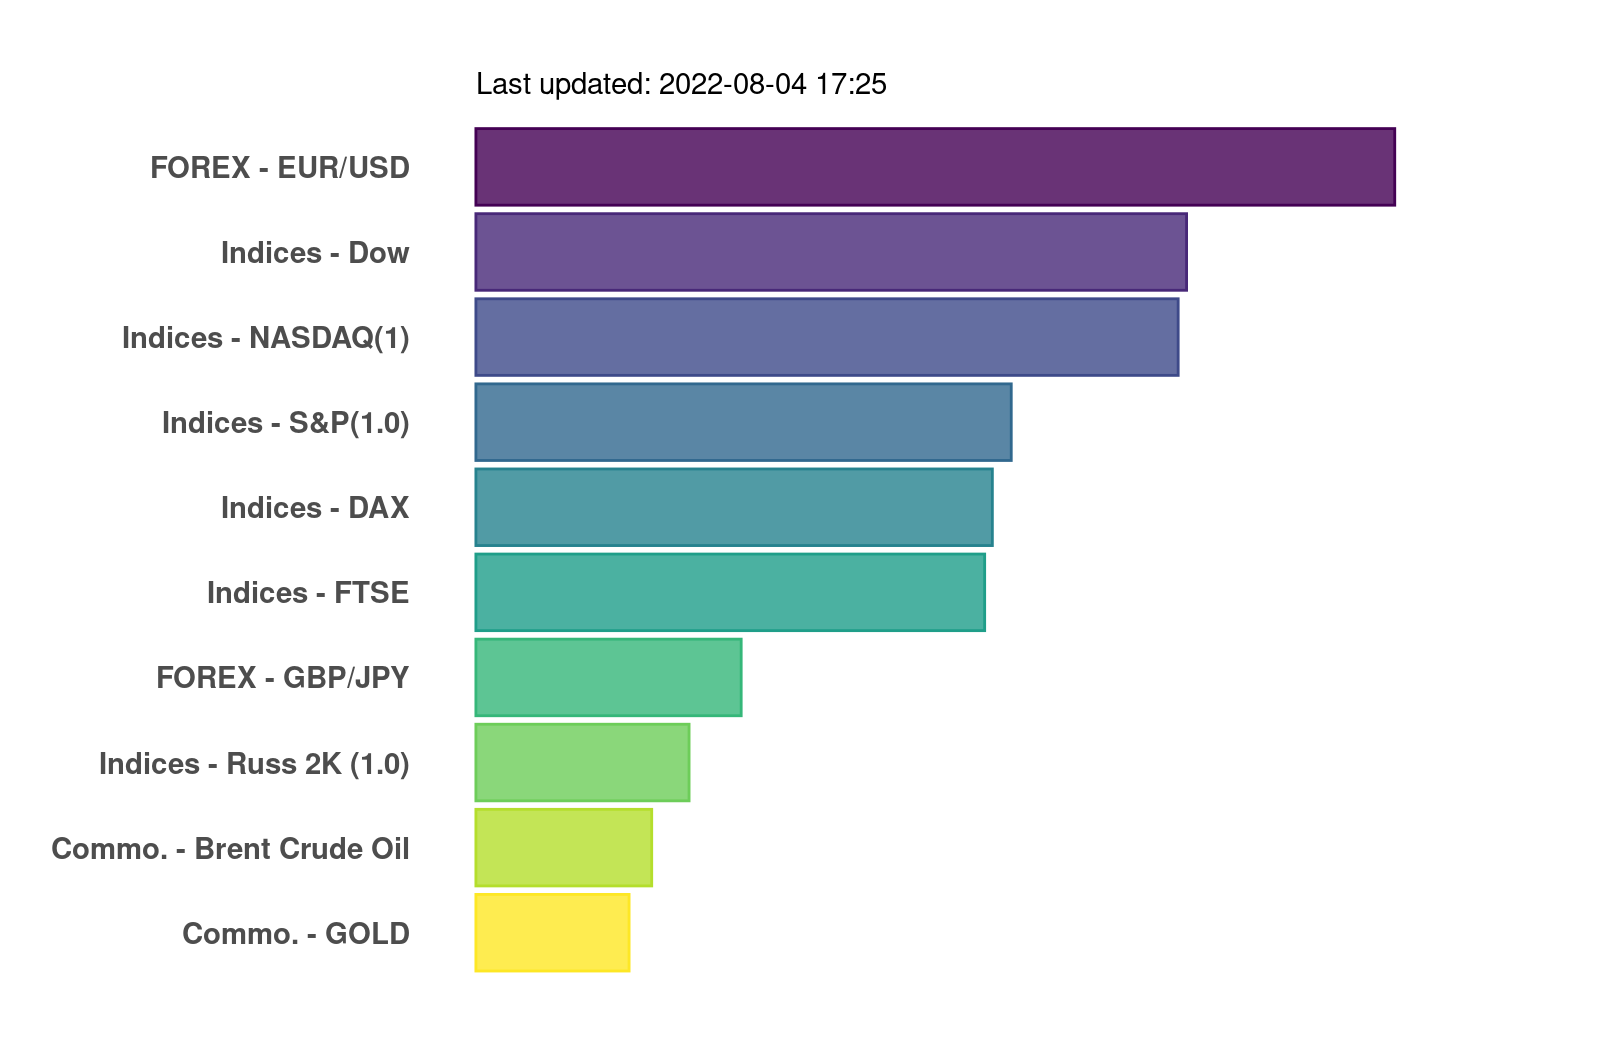 Last updated: 2022-08-04 17:25
FOREX - EUR/USD
Indices - Dow
Indices - NASDAQ(1)
Indices - S&P(1.0)
Indices - DAX
Indices - FTSE
FOREX - GBP/JPY
Indices - Russ 2K (1.0)
Commo. - Brent Crude Oil
Commo. - GOLD